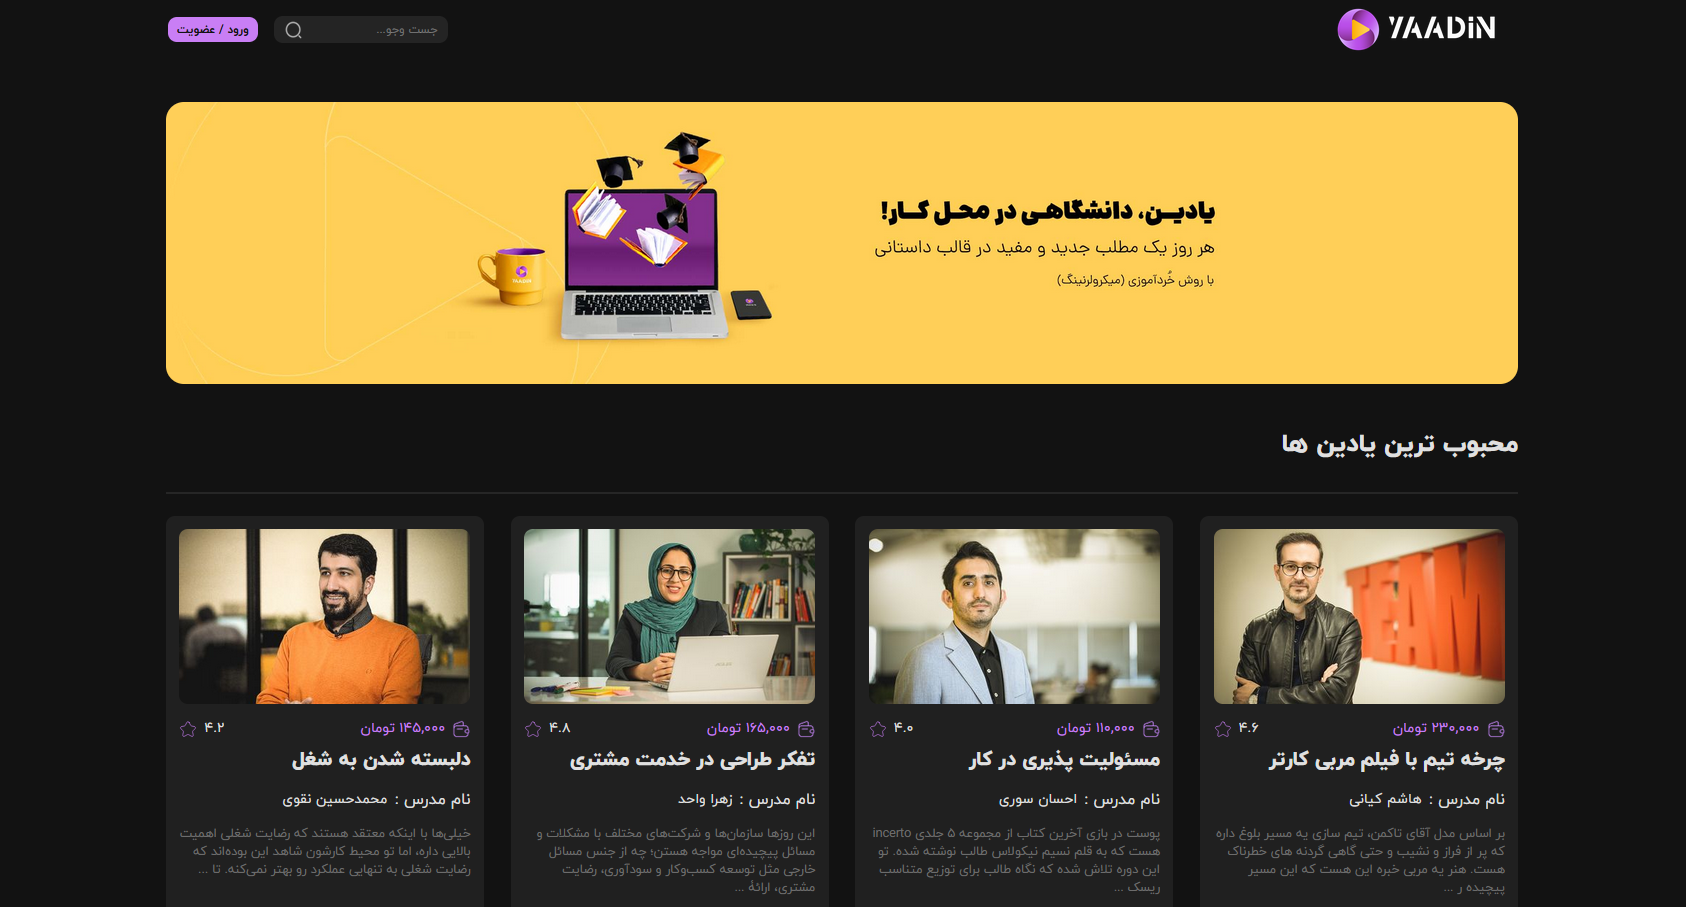 YAADIN
جست وجو...
ورود / عضویت
یادیـن، دانشگاهـی در محـل کـار!
هر روز یک مطلب جدید و مفید در قالب داستانی
با روش خُردآموزی (میکرولرنینگ)
YAADIN
محبوب ترین یادین ها
TEAM
۲۳۰,۰۰۰ تومان
۴.۶
چرخه تیم با فیلم مربی کارتر
نام مدرس : هاشم کیانی
بر اساس مدل آقای تاکمن، تیم سازی یه مسیر بلوغ داره
که پر از فراز و نشیب و حتی گاهی گردنه های خطرناک
هست. هنر یه مربی خبره این هست که این مسیر
پیچیده ر ...
۱۱۰,۰۰۰ تومان
۴.۰
مسئولیت پذیری در کار
نام مدرس : احسان سوری
پوست در بازی آخرین کتاب از مجموعه ۵ جلدی incerto
هست که به قلم نسیم نیکولاس طالب نوشته شده. تو
این دوره تلاش شده که نگاه طالب برای توزیع متناسب
ریسک ...
۱۶۵,۰۰۰ تومان
۴.۸
تفکر طراحی در خدمت مشتری
نام مدرس : زهرا واحد
این روزها سازمان‌ها و شرکت‌های مختلف با مشکلات و
مسائل پیچیده‌ای مواجه هستن؛ چه از جنس مسائل
خارجی مثل توسعه کسب‌وکار و سودآوری، رضایت
مشتری، ارائهٔ ...
۱۴۵,۰۰۰ تومان
۴.۲
دلبسته شدن به شغل
نام مدرس : محمدحسین نقوی
خیلی‌ها با اینکه معتقد هستند که رضایت شغلی اهمیت
بالایی داره، اما تو محیط کارشون شاهد این بوده‌اند که
رضایت شغلی به تنهایی عملکرد رو بهتر نمی‌کنه. تا ...